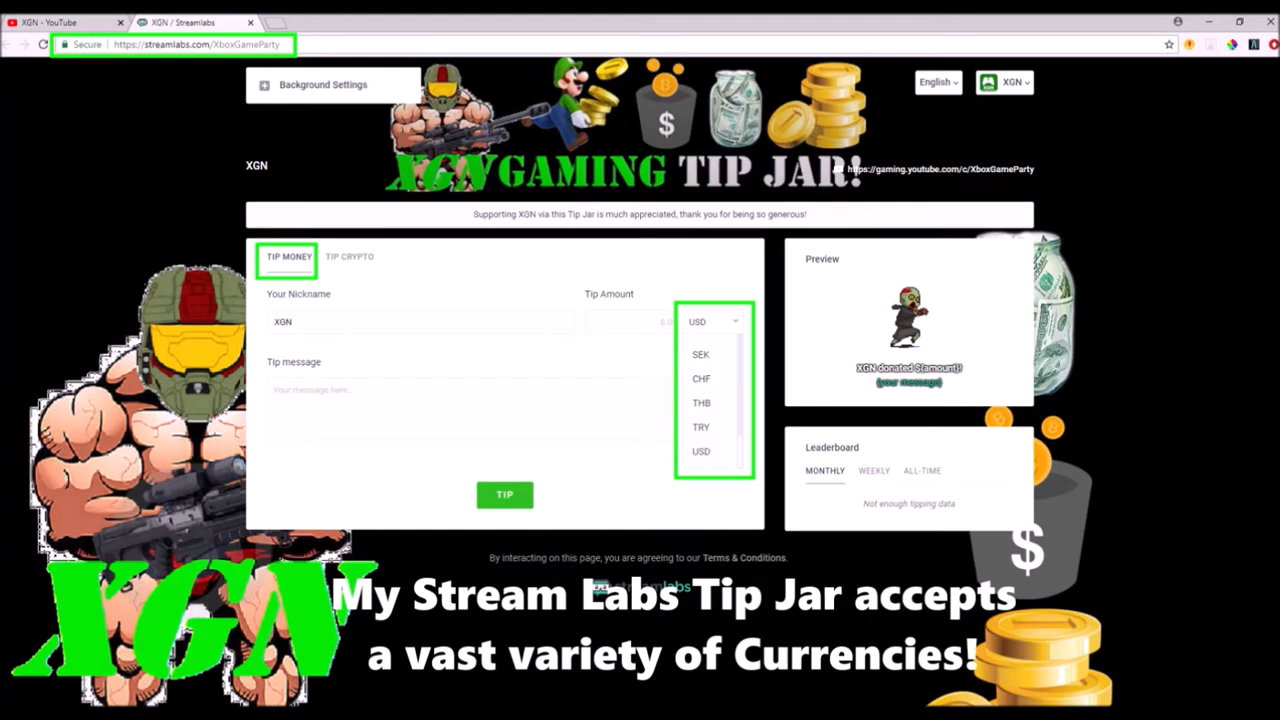 XGN - YouTube
XGN / Streamlabs
Secure
https://streamlabs.com/XboxGameParty
Background Settings
English
XGN
$
XGN
XGN GAMING TIP JAR!
https://gaming.youtube.com/c/XboxGameParty
Supporting XGN via this Tip Jar is much appreciated, thank you for being so generous!
TIP MONEY
TIP CRYPTO
Preview
Your Nickname
Tip Amount
XGN
USD
SEK
CHF
THB
TRY
USD
Tip message
Your message here...
XGN donated ${amount}!
{your message}
Leaderboard
MONTHLY
WEEKLY
ALL-TIME
Not enough tipping data
TIP
By interacting on this page, you are agreeing to our Terms & Conditions.
streamlabs
$
XGN
My Stream Labs Tip Jar accepts
a vast variety of Currencies!